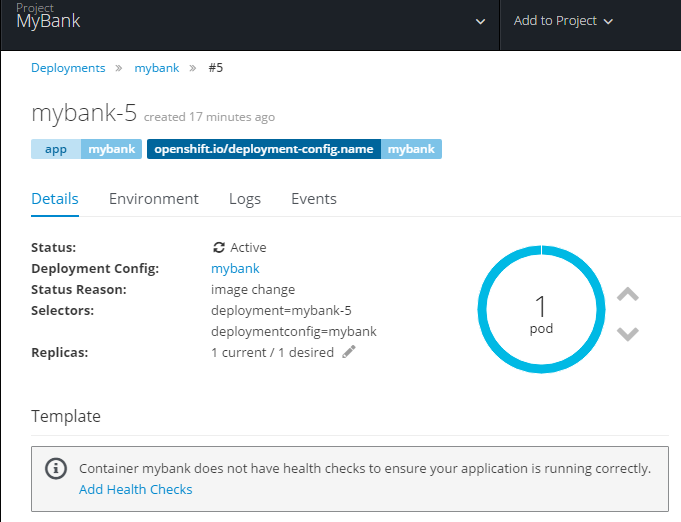 Project
MyBank
Add to Project
Deployments » mybank » #5
mybank-5 created 17 minutes ago
app mybank openshift.io/deployment-config.name mybank
Details Environment Logs Events
Status: Active
Deployment Config: mybank
Status Reason: image change
Selectors: deployment=mybank-5
deploymentconfig=mybank
Replicas: 1 current / 1 desired
1
pod
Template
Container mybank does not have health checks to ensure your application is running correctly.
Add Health Checks